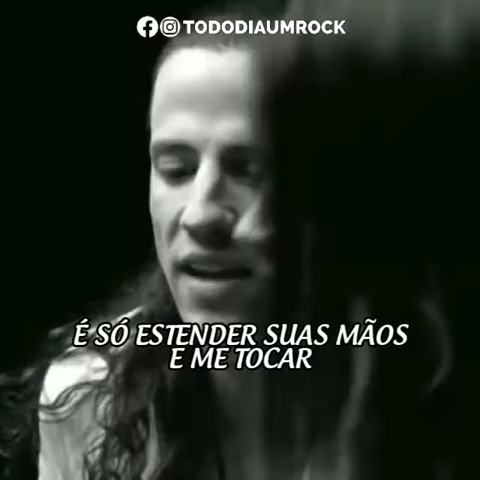 TODODIAUMROCK
É SÓ ESTENDER SUAS MÃOS
E ME TOCAR